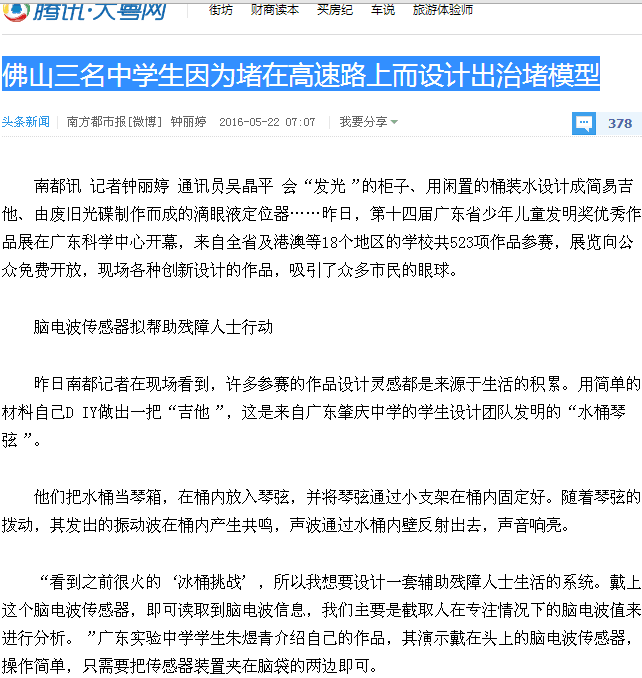 腾讯·大粤网 街坊 财商读本 买房纪 车说 旅游体验师
佛山三名中学生因为堵在高速路上而设计出治堵模型
头条新闻 南方都市报[微博] 钟丽婷 2016-05-22 07:07 我要分享 378
南都讯 记者钟丽婷 通讯员吴晶平 会“发光”的柜子、用闲置的桶装水设计成简易吉
他、由废旧光碟制作而成的滴眼液定位器……昨日，第十四届广东省少年儿童发明奖优秀作
品展在广东科学中心开幕，来自全省及港澳等18个地区的学校共523项作品参赛，展览向公
众免费开放，现场各种创新设计的作品，吸引了众多市民的眼球。
脑电波传感器拟帮助残障人士行动
昨日南都记者在现场看到，许多参赛的作品设计灵感都是来源于生活的积累。用简单的
材料自己D IY做出一把“吉他”，这是来自广东肇庆中学的学生设计团队发明的“水桶琴
弦”。
他们把水桶当琴箱，在桶内放入琴弦，并将琴弦通过小支架在桶内固定好。随着琴弦的
拨动，其发出的振动波在桶内产生共鸣，声波通过水桶内壁反射出去，声音响亮。
“看到之前很火的‘冰桶挑战’，所以我想要设计一套辅助残障人士生活的系统。戴上
这个脑电波传感器，即可读取到脑电波信息，我们主要是截取人在专注情况下的脑电波值来
进行分析。”广东实验中学学生朱煜青介绍自己的作品，其演示戴在头上的脑电波传感器，
操作简单，只需要把传感器装置夹在脑袋的两边即可。